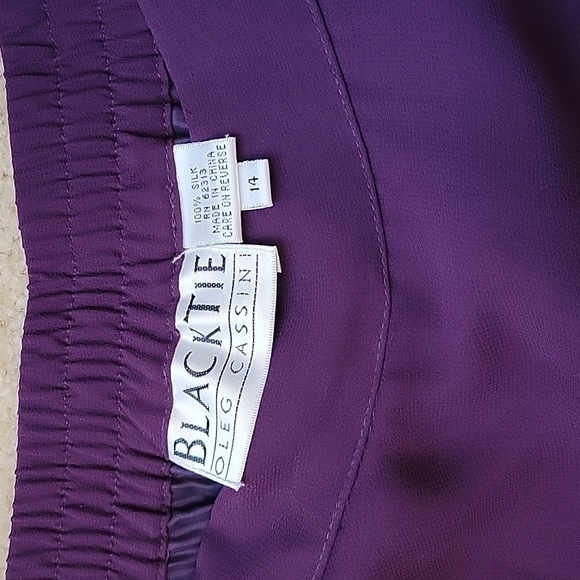 100% SILK
RN 62313
MADE IN CHINA
CARE ON REVERSE
14
BLACK TIE
OLEG CASSINI